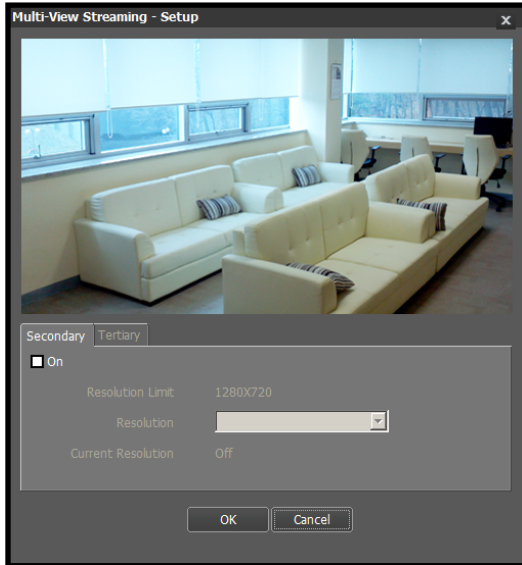 Multi-View Streaming - Setup
x
Secondary Tertiary
On
Resolution Limit 1280X720
Resolution
Current Resolution Off
OK Cancel